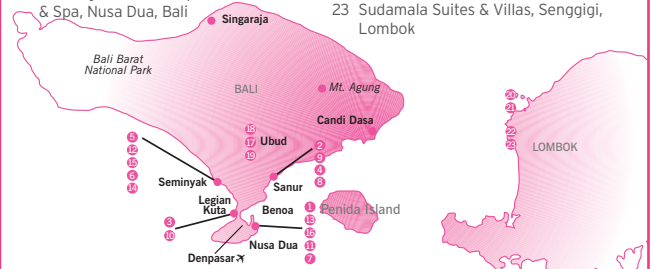 & Spa, Nusa Dua, Bali
23 Sudamala Suites & Villas, Senggigi,
Lombok
Singaraja
Bali Barat
National Park
BALI
Mt. Agung
Candi Dasa
18
17
19
Ubud
5
12
15
6
14
Seminyak
2
9
4
8
Sanur
Legian
Kuta
3
10
Benoa
1
13
16
11
7
Penida Island
Nusa Dua
Denpasar
20
21
22
23
LOMBOK